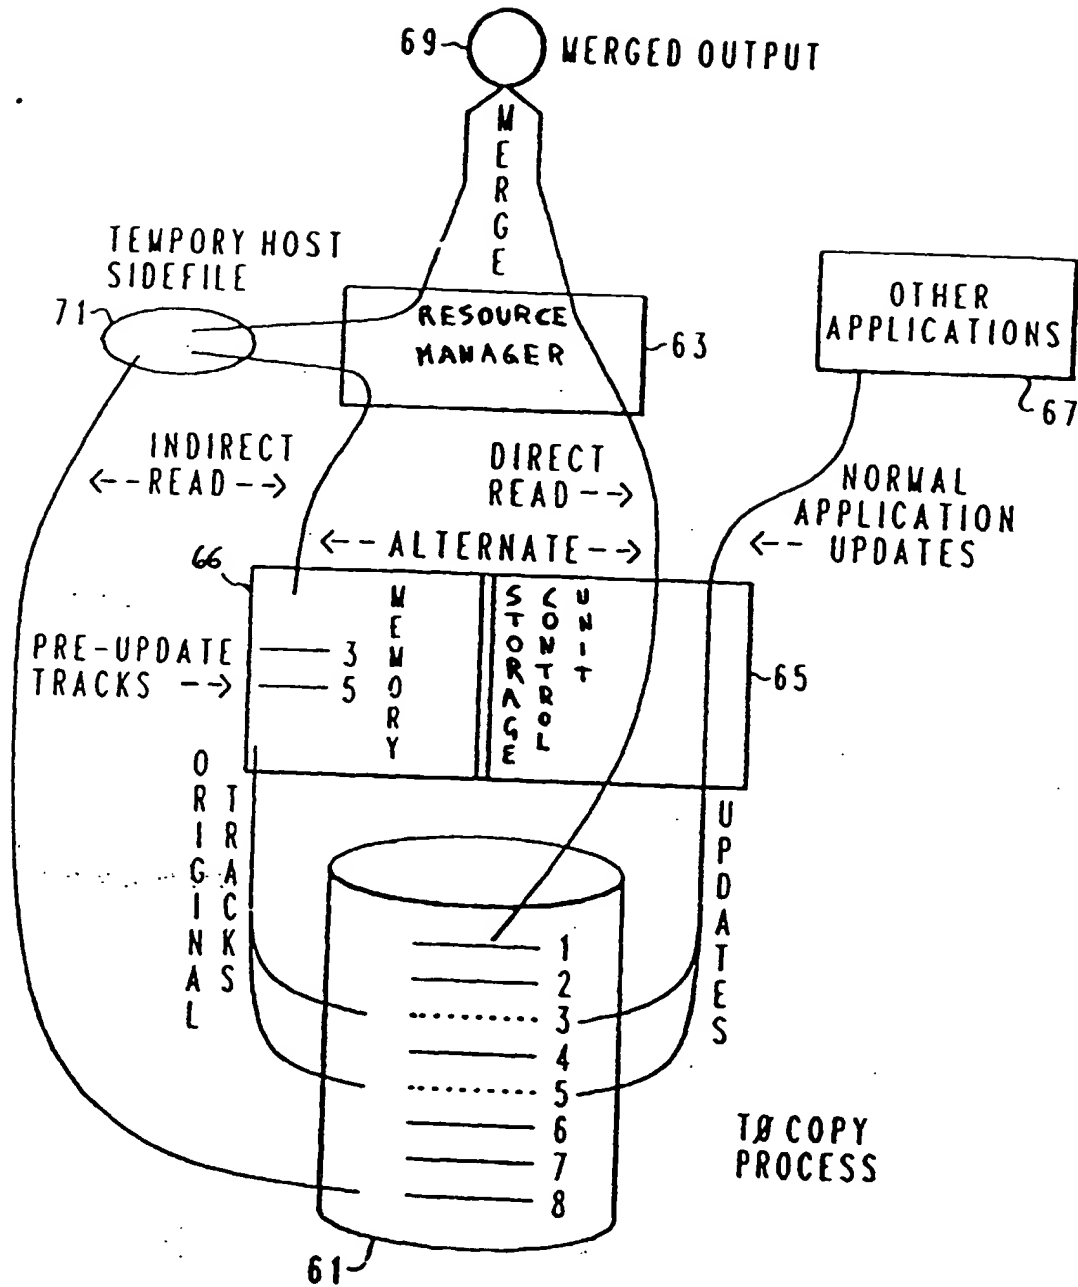 69
MERGED OUTPUT
MERGE
TEMPORY HOST
SIDEFILE
71
RESOURCE
MANAGER
63
OTHER
APPLICATIONS
67
INDIRECT
<--READ-->
DIRECT
READ-->
NORMAL
APPLICATION
<-- UPDATES
<--ALTERNATE-->
66
MEMORY
STORAGE
CONTROL
UNIT
PRE-UPDATE
TRACKS -->
3
5
65
ORIGINAL
TRACKS
UPDATES
1
2
3
4
5
6
7
8
TØ COPY
PROCESS
61